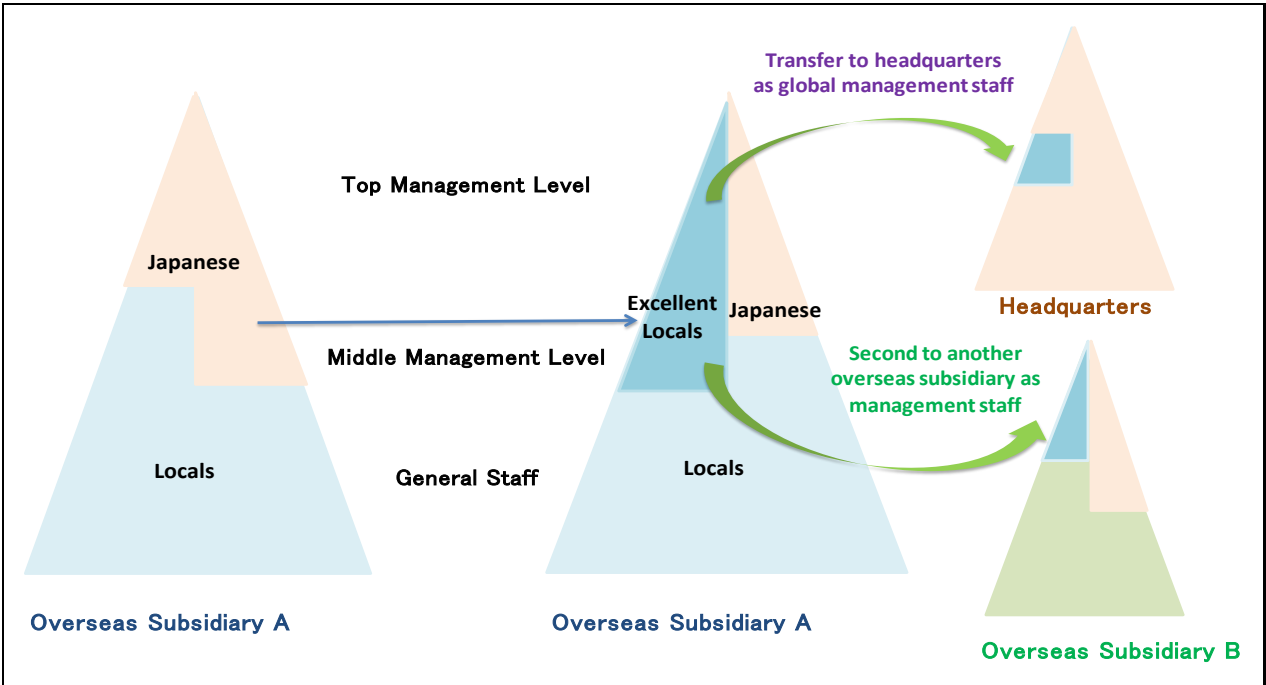 Transfer to headquarters
as global management staff
Top Management Level
Japanese
Excellent
Locals
Japanese
Headquarters
Middle Management Level
Second to another
overseas subsidiary as
management staff
Locals
General Staff
Locals
Overseas Subsidiary A
Overseas Subsidiary A
Overseas Subsidiary B